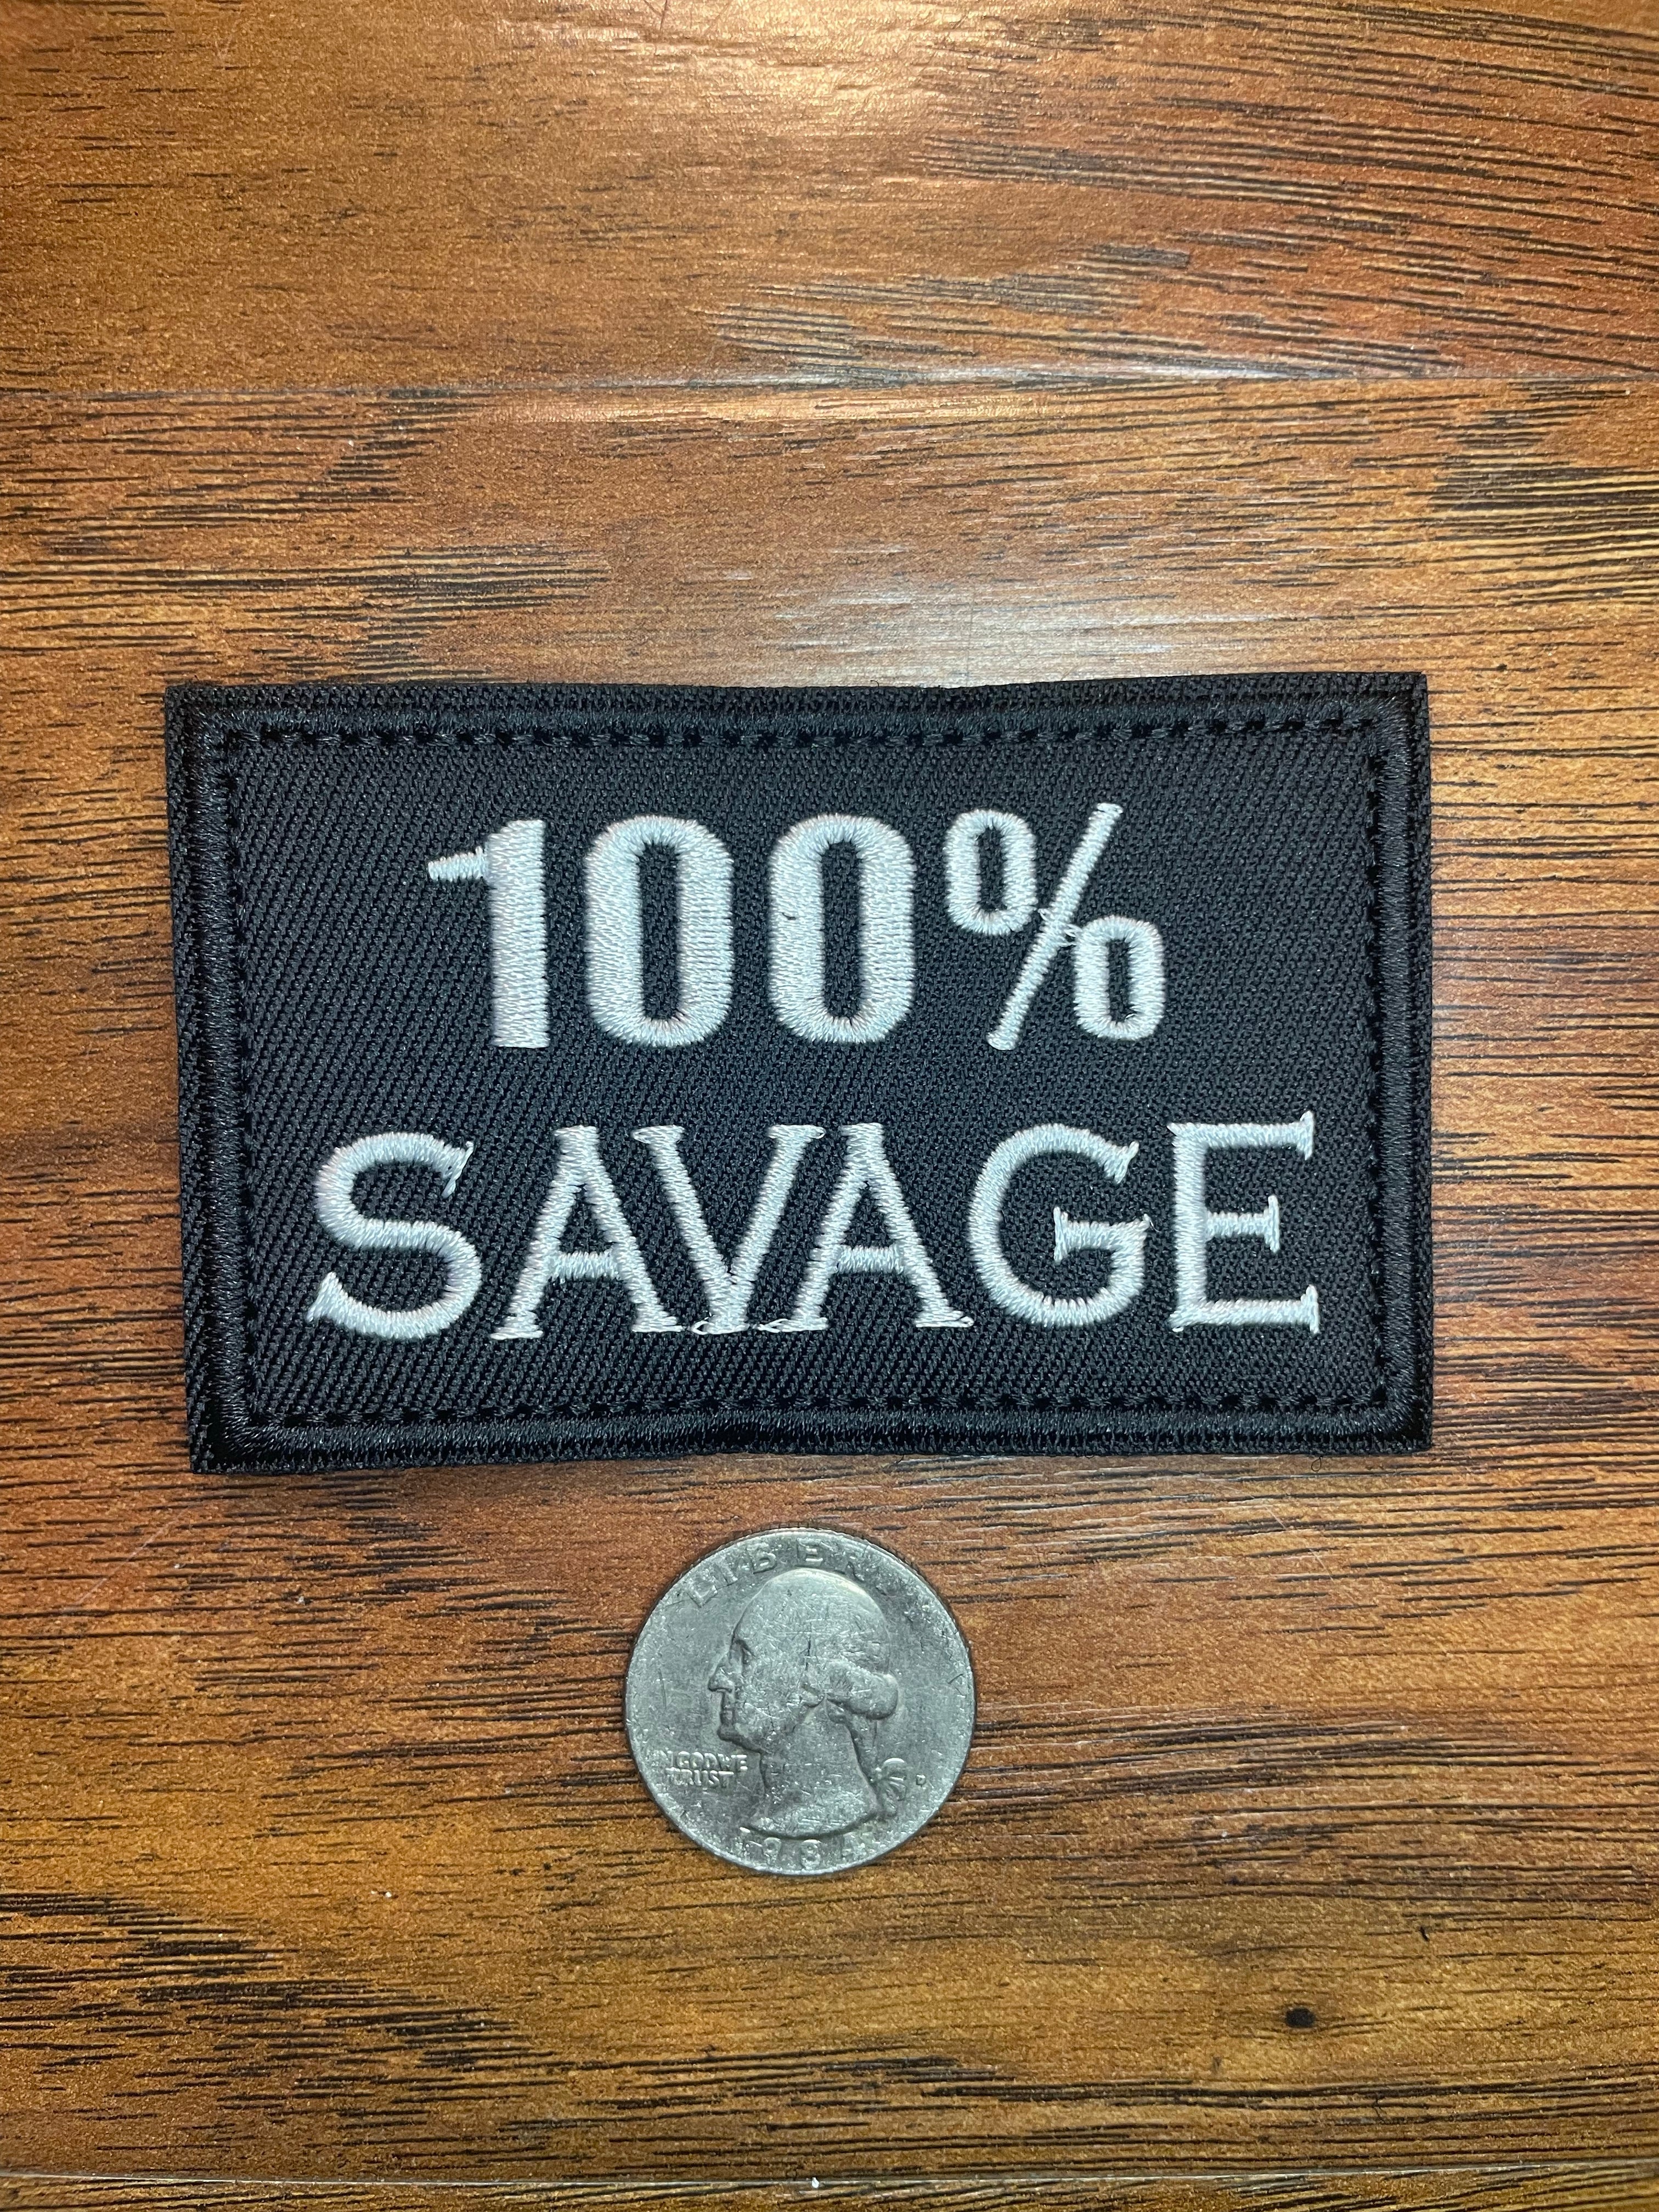 100%
SAVAGE
LIBERTY
IN GOD WE
TRUST